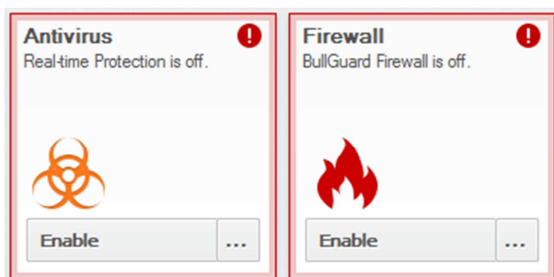 Antivirus
Real-time Protection is off.
Enable
...
Firewall
BullGuard Firewall is off.
Enable
...